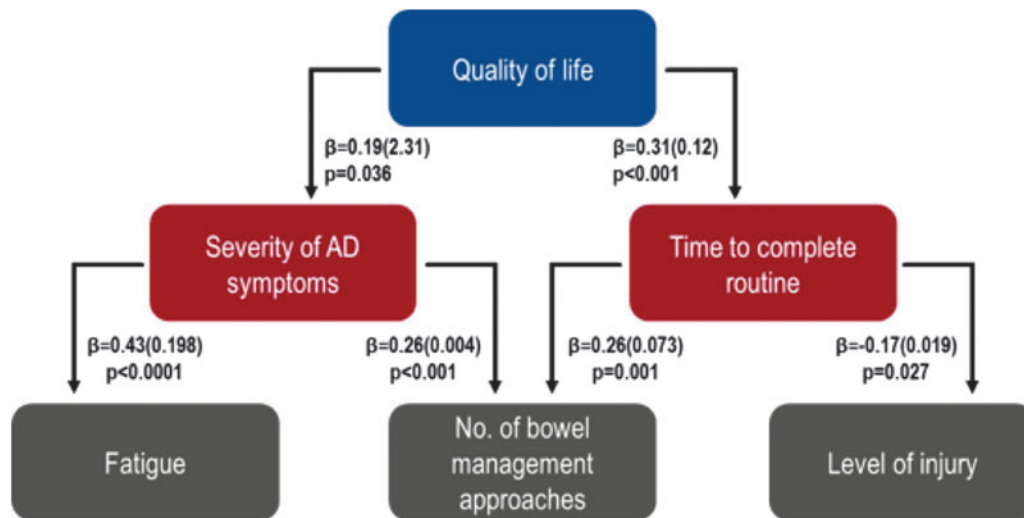 Quality of life
β=0.19(2.31)
p=0.036
β=0.31(0.12)
p<0.001
Severity of AD
symptoms
Time to complete
routine
β=0.43(0.198)
p<0.0001
β=0.26(0.004)
p<0.001
β=0.26(0.073)
p=0.001
β=-0.17(0.019)
p=0.027
Fatigue
No. of bowel
management
approaches
Level of injury